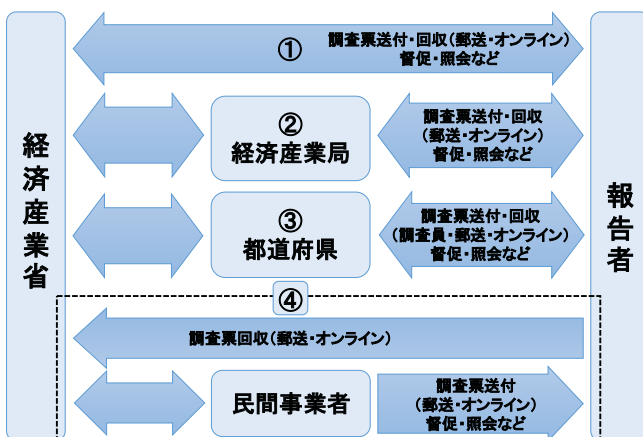 経済産業省
①
調査票送付・回収(郵送・オンライン)
督促・照会など
②
経済産業局
調査票送付・回収
(郵送・オンライン)
督促・照会など
③
都道府県
調査票送付・回収
(調査員・郵送・オンライン)
督促・照会など
④
調査票回収(郵送・オンライン)
民間事業者
調査票送付
(郵送・オンライン)
督促・照会など
報告者